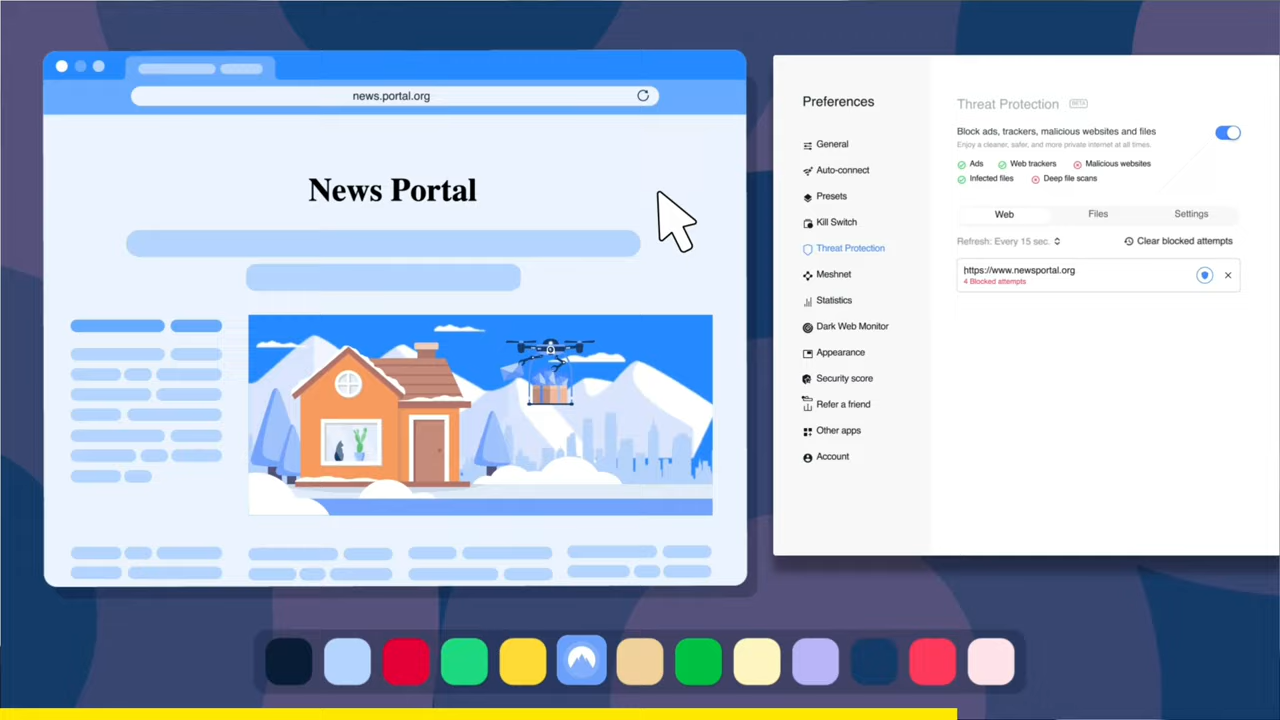 news.portal.org
News Portal
Preferences
General
Auto-connect
Presets
Kill Switch
Threat Protection
Meshnet
Statistics
Dark Web Monitor
Appearance
Security score
Refer a friend
Other apps
Account
Threat Protection BETA
Block ads, trackers, malicious websites and files
Enjoy a cleaner, safer, and more private internet at all times.
Ads Web trackers Malicious websites
Infected files Deep file scans
Web Files Settings
Refresh: Every 15 sec. Clear blocked attempts
https://www.newsportal.org
4 Blocked attempts